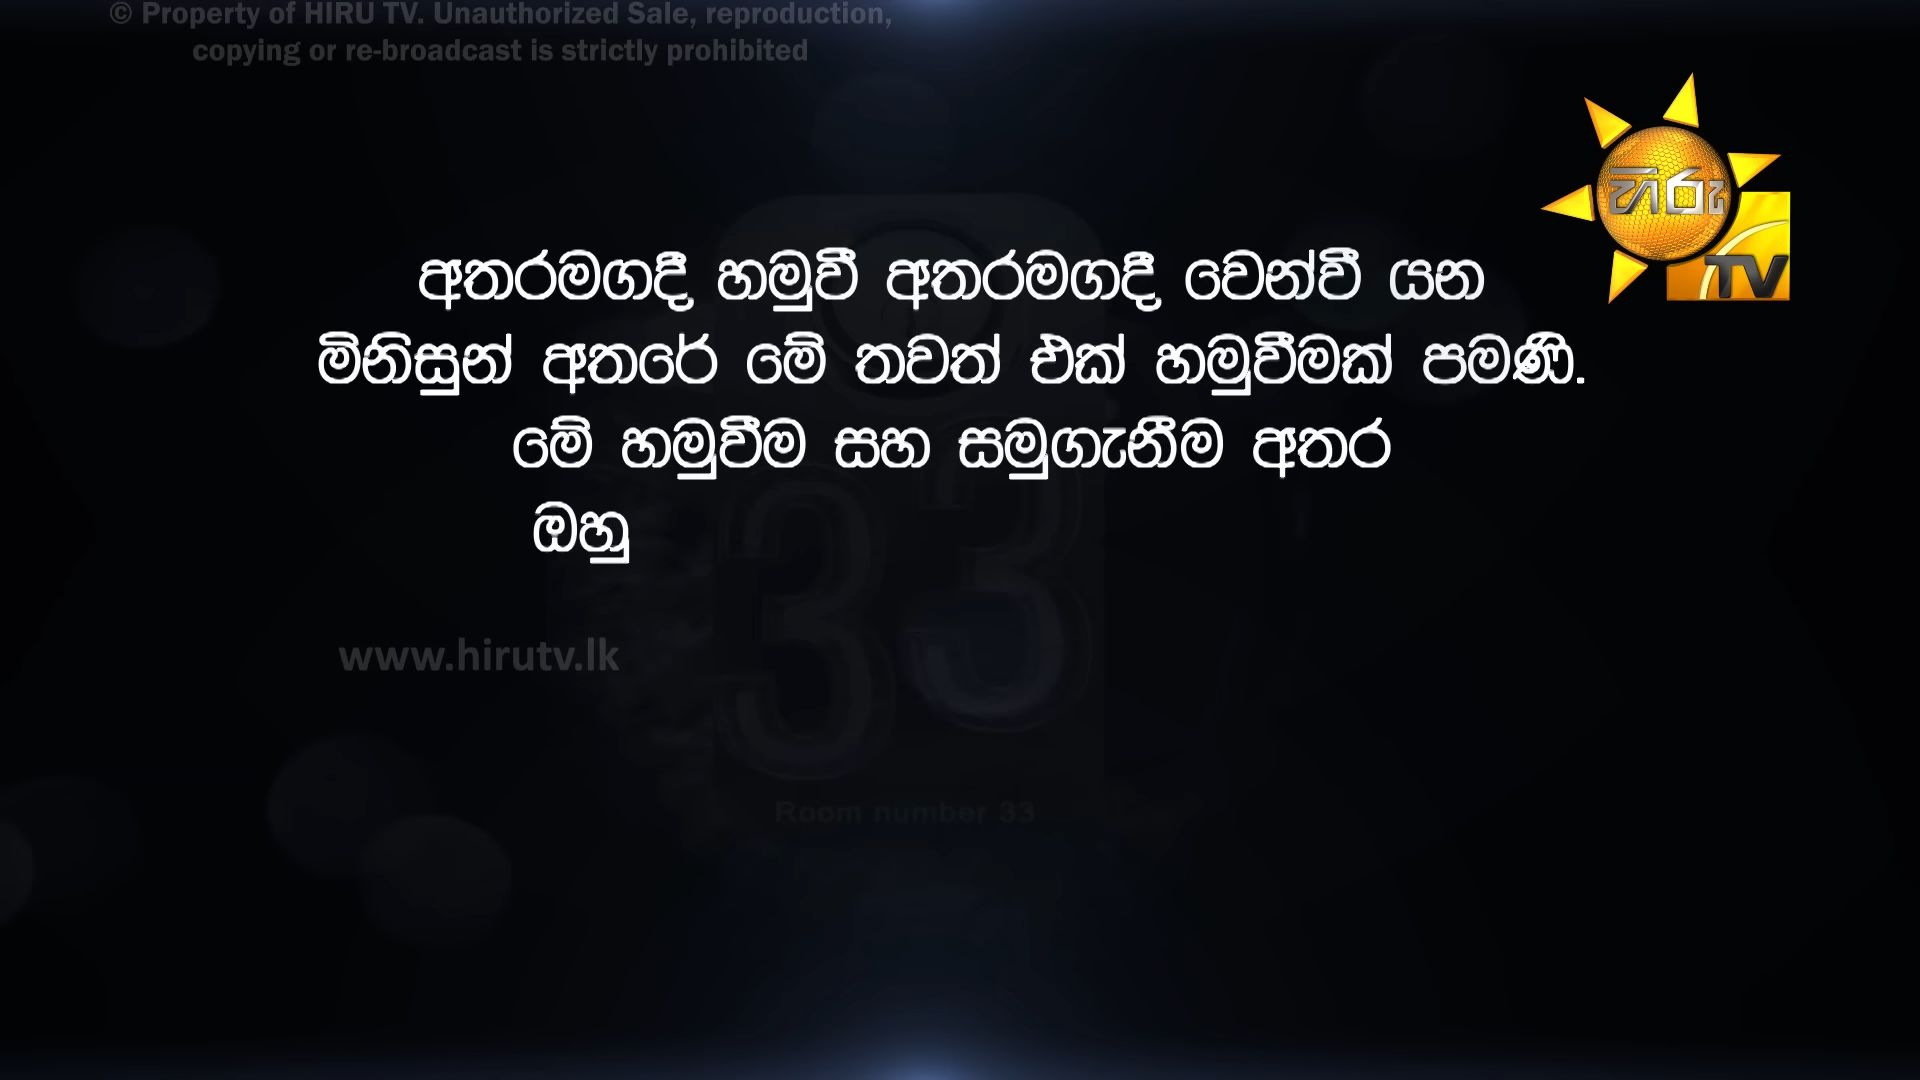 © Property of HIRU TV. Unauthorized Sale, reproduction,
copying or re-broadcast is strictly prohibited
හිරු
TV
අතරමගදී හමුවී අතරමගදී වෙන්වී යන
මිනිසුන් අතරේ මේ තවත් එක් හමුවීමක් පමණි.
මේ හමුවීම සහ සමුගැනීම අතර
ඔහු
33
www.hirutv.lk
Room number 33